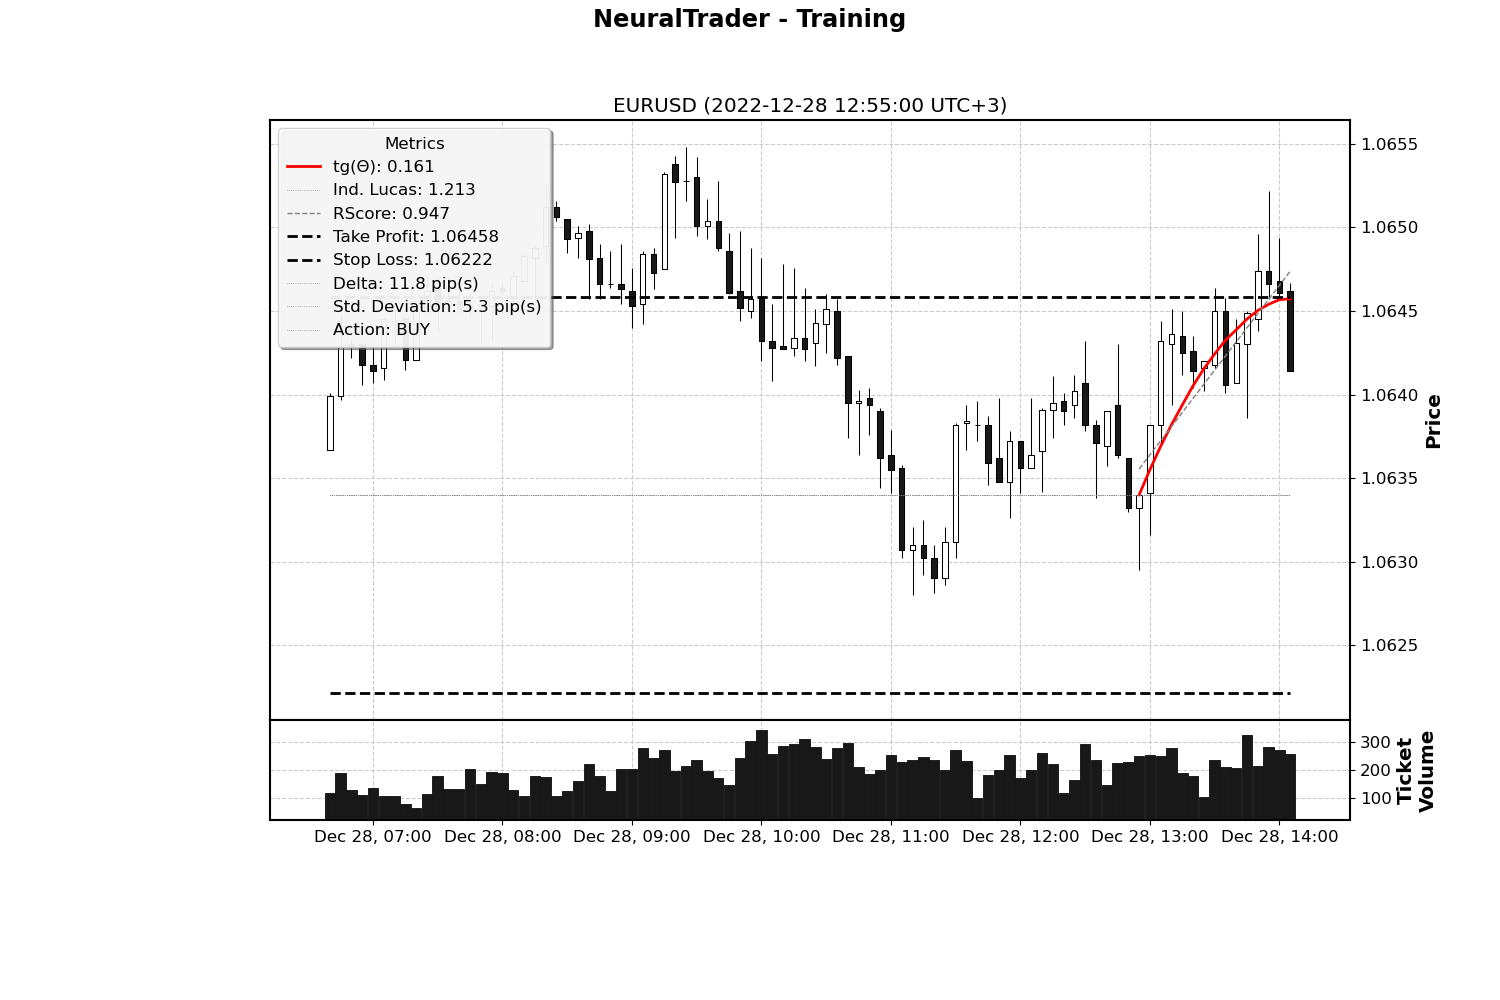 NeuralTrader - Training
EURUSD (2022-12-28 12:55:00 UTC+3)
Metrics
tg(Θ): 0.161
Ind. Lucas: 1.213
RScore: 0.947
Take Profit: 1.06458
Stop Loss: 1.06222
Delta: 11.8 pip(s)
Std. Deviation: 5.3 pip(s)
Action: BUY
1.0655
1.0650
1.0645
1.0640
1.0635
1.0630
1.0625
Price
300
200
100
Ticket
Volume
Dec 28, 07:00 Dec 28, 08:00 Dec 28, 09:00 Dec 28, 10:00 Dec 28, 11:00 Dec 28, 12:00 Dec 28, 13:00 Dec 28, 14:00